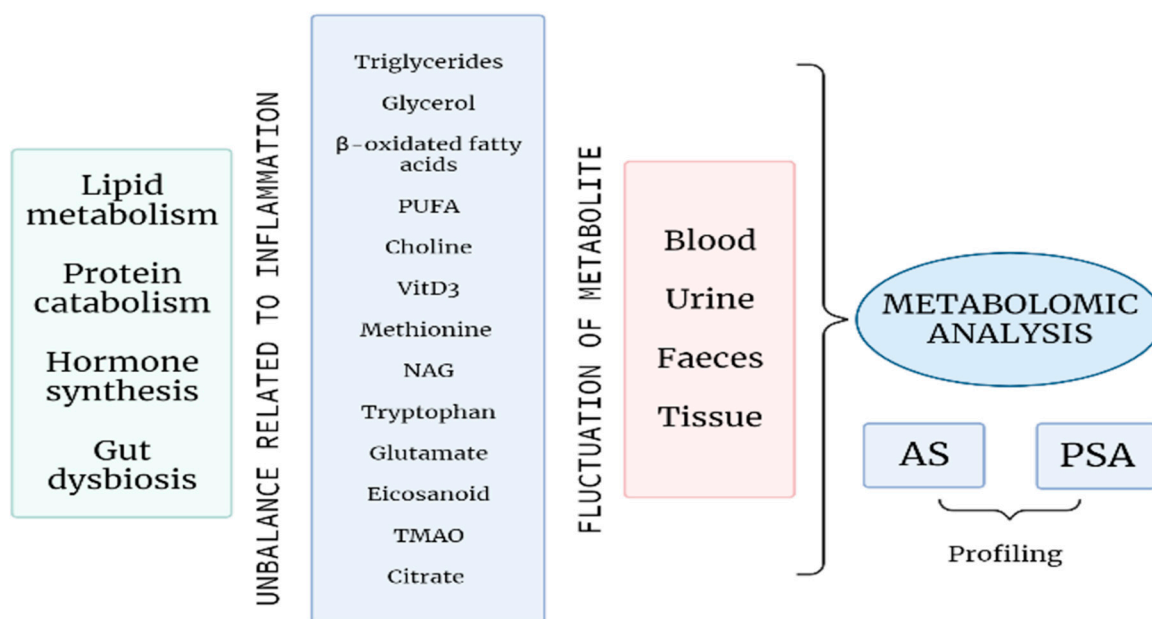 Lipid
metabolism
Protein
catabolism
Hormone
synthesis
Gut
dysbiosis
UNBALANCE RELATED TO INFLAMMATION
Triglycerides
Glycerol
β-oxidated fatty
acids
PUFA
Choline
VitD3
Methionine
NAG
Tryptophan
Glutamate
Eicosanoid
TMAO
Citrate
FLUCTUATION OF METABOLITE
Blood
Urine
Faeces
Tissue
METABOLOMIC
ANALYSIS
AS
PSA
Profiling